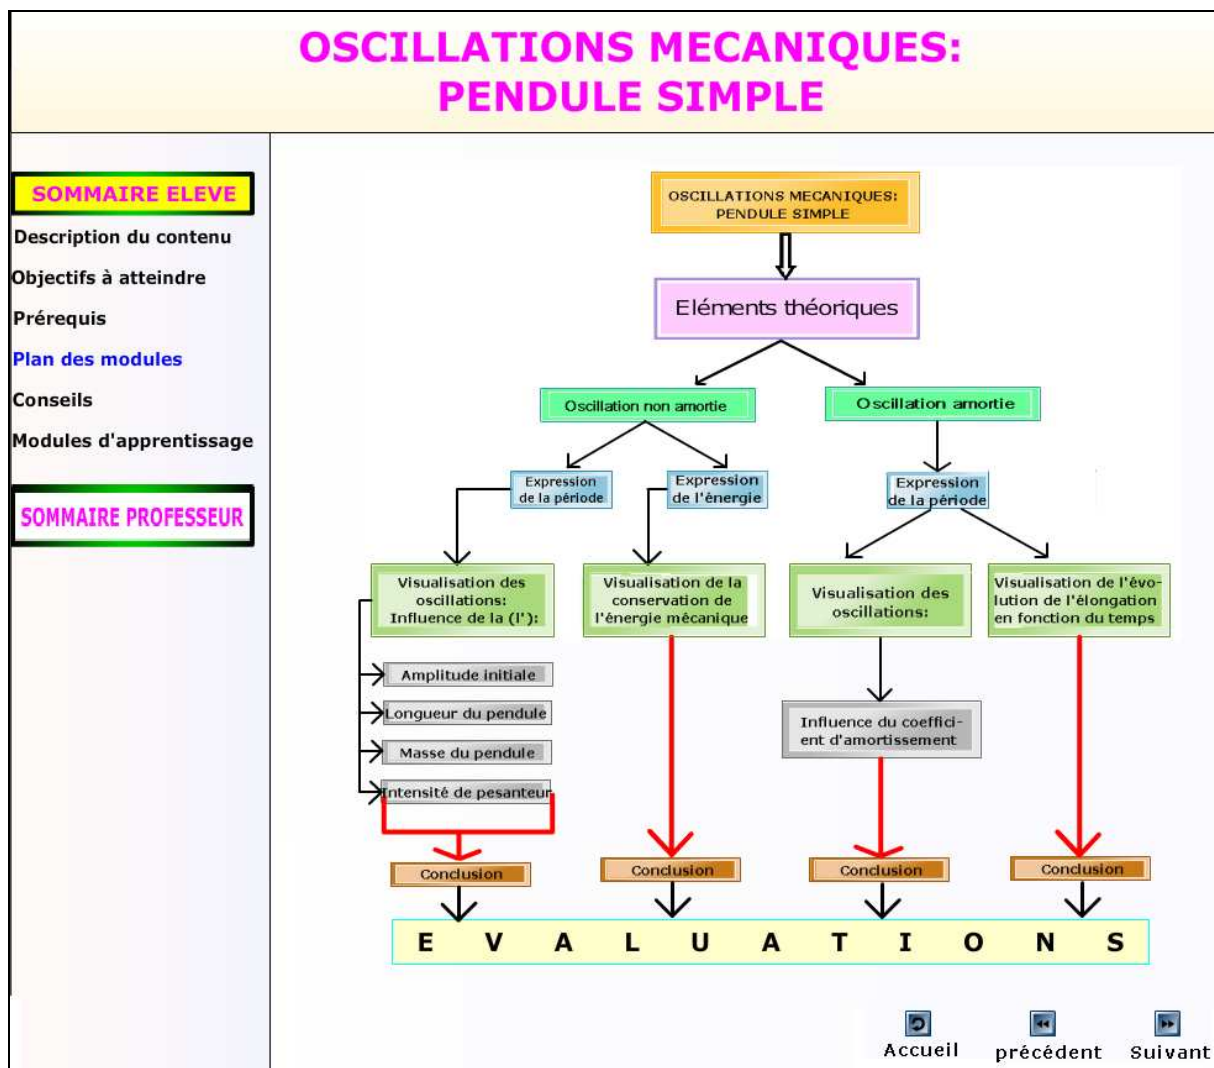 OSCILLATIONS MECANIQUES:
PENDULE SIMPLE
SOMMAIRE ELEVE
Description du contenu
Objectifs à atteindre
Prérequis
Plan des modules
Conseils
Modules d'apprentissage
SOMMAIRE PROFESSEUR
OSCILLATIONS MECANIQUES:
PENDULE SIMPLE
Eléments théoriques
Oscillation non amortie
Oscillation amortie
Expression
de la période
Expression
de l'énergie
Expression
de la période
Visualisation des
oscillations:
Influence de la (l'):
Visualisation de la
conservation de
l'énergie mécanique
Visualisation des
oscillations:
Visualisation de l'évo-
lution de l'élongation
en fonction du temps
Amplitude initiale
Longueur du pendule
Masse du pendule
Intensité de pesanteur
Influence du coeffici-
ent d'amortissement
Conclusion
Conclusion
Conclusion
Conclusion
E V A L U A T I O N S
Accueil
précédent
Suivant